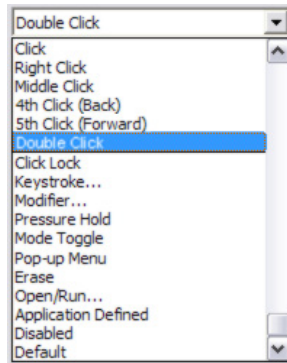 Double Click
Click
Right Click
Middle Click
4th Click (Back)
5th Click (Forward)
Double Click
Click Lock
Keystroke...
Modifier...
Pressure Hold
Mode Toggle
Pop-up Menu
Erase
Open/Run...
Application Defined
Disabled
Default